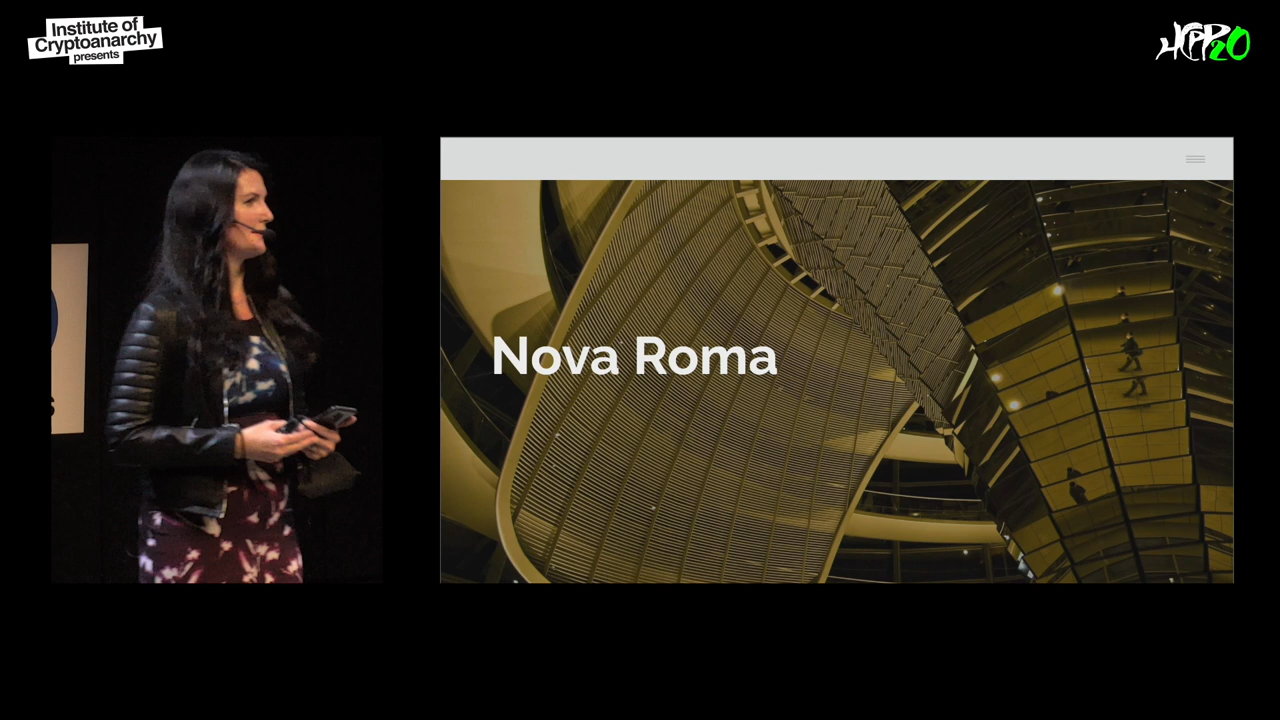 Institute of
Cryptoanarchy
presents
HCPP20
Nova Roma